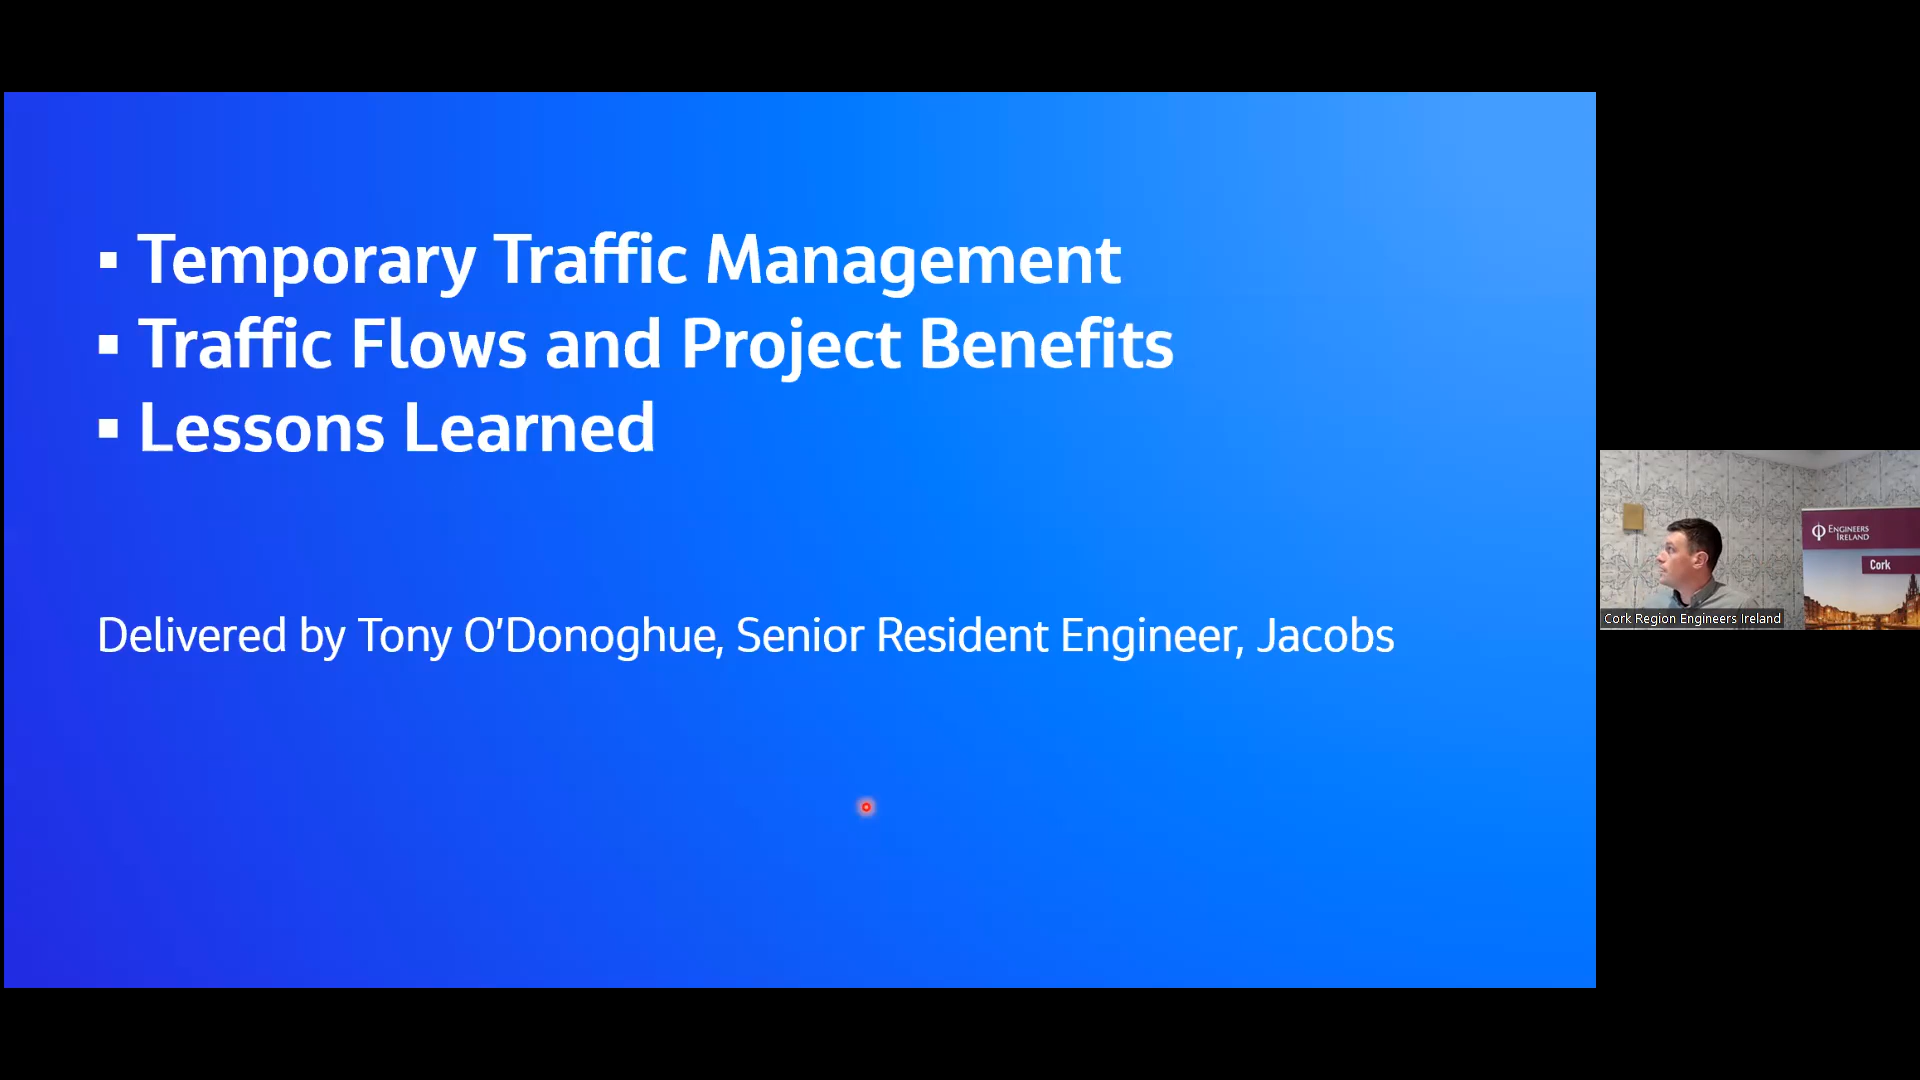 ▪ Temporary Traffic Management
▪ Traffic Flows and Project Benefits
▪ Lessons Learned
Delivered by Tony O’Donoghue, Senior Resident Engineer, Jacobs
ENGINEERS
IRELAND
Cork
Cork Region Engineers Ireland